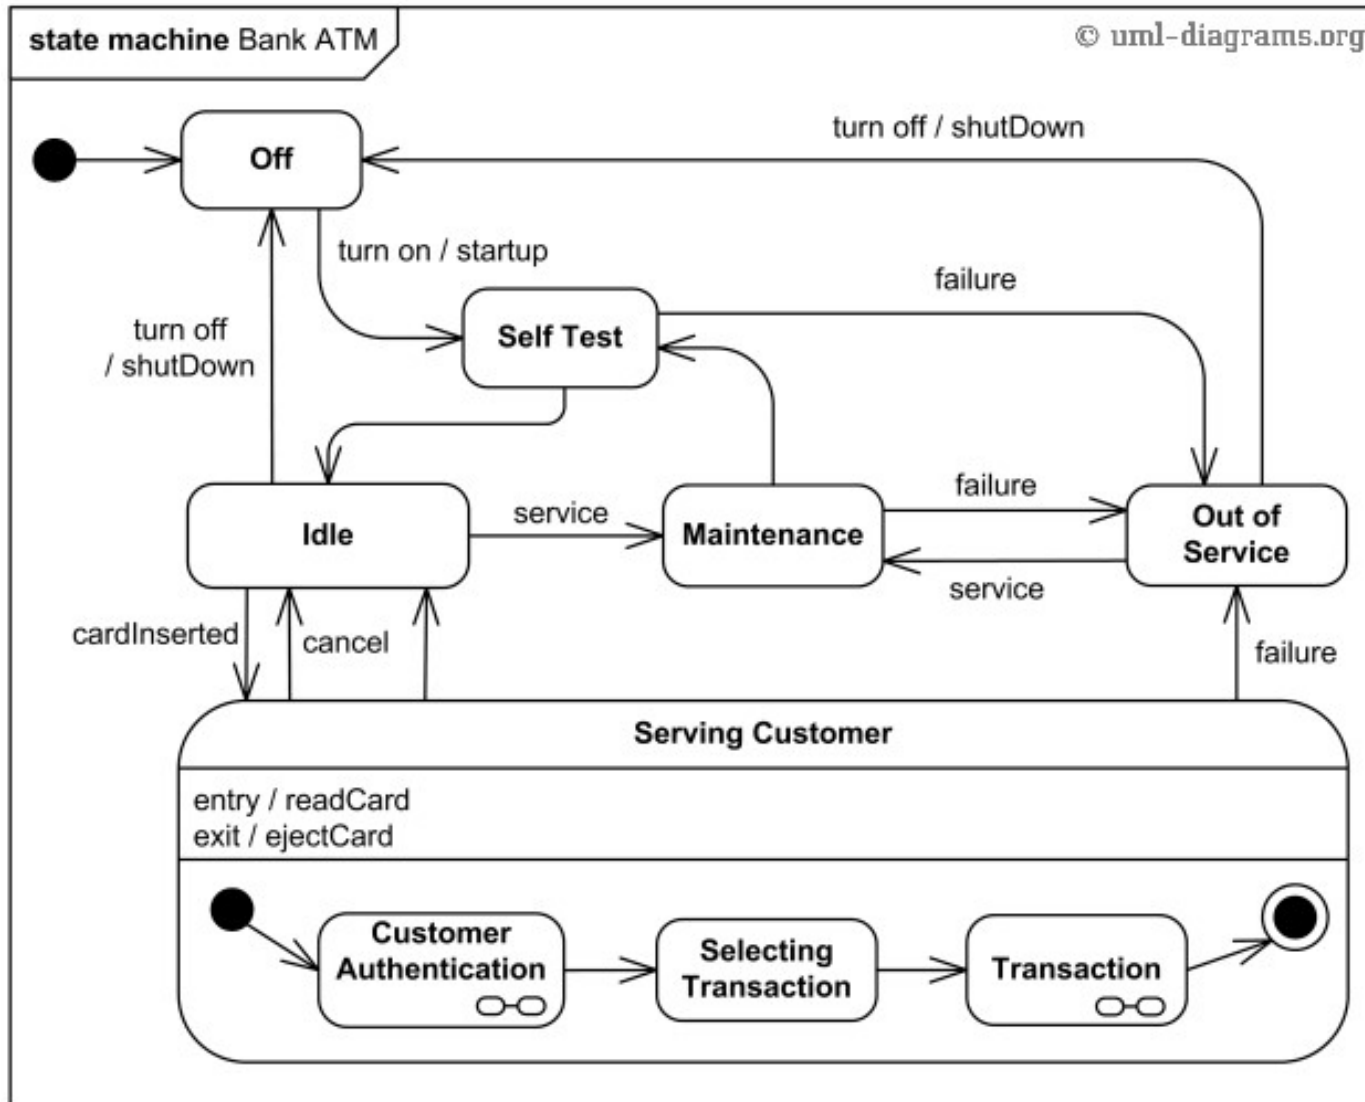 state machine Bank ATM
© uml-diagrams.org
Off
turn off / shutDown
turn on / startup
failure
turn off
/ shutDown
Self Test
Idle
service
Maintenance
failure
service
Out of
Service
cardInserted
cancel
failure
Serving Customer
entry / readCard
exit / ejectCard
Customer
Authentication
Selecting
Transaction
Transaction